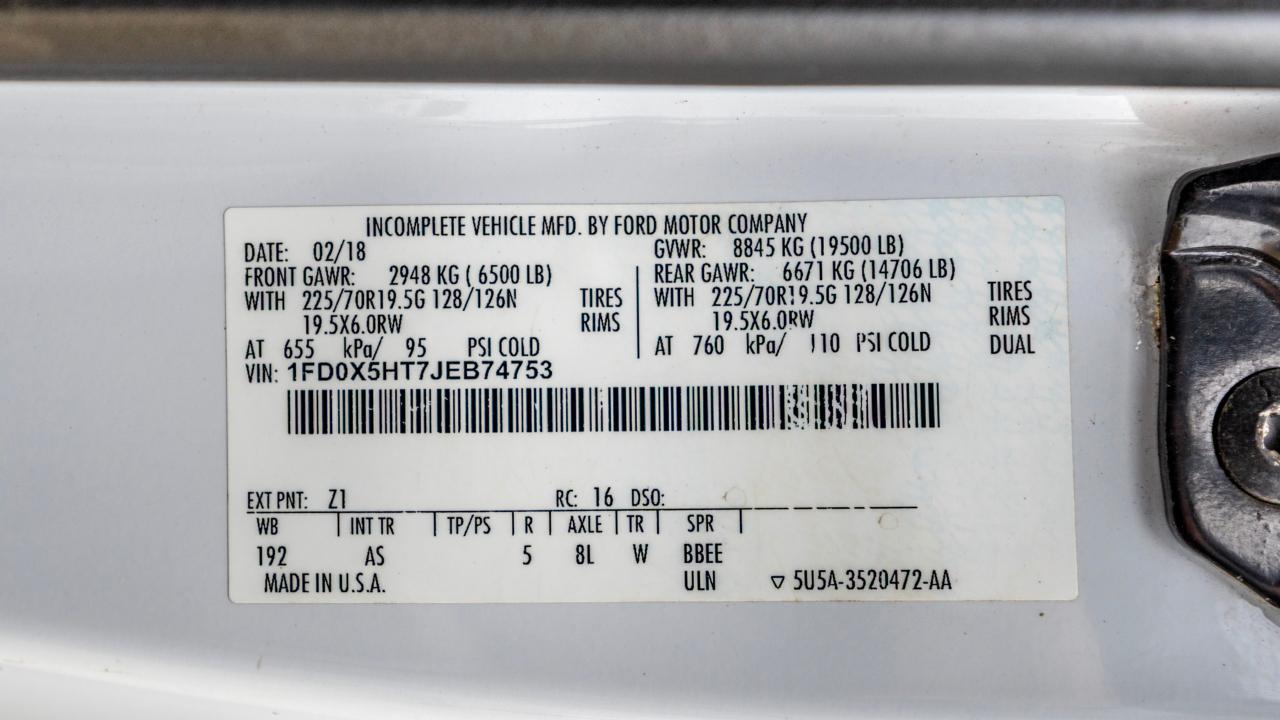 INCOMPLETE VEHICLE MFD. BY FORD MOTOR COMPANY
DATE: 02/18 GVWR: 8845 KG (19500 LB)
FRONT GAWR: 2948 KG ( 6500 LB) REAR GAWR: 6671 KG (14706 LB)
WITH 225/70R19.5G 128/126N TIRES WITH 225/70R19.5G 128/126N TIRES
19.5X6.0RW RIMS 19.5X6.0RW RIMS
AT 655 kPa/ 95 PSI COLD AT 760 kPa/ 110 PSI COLD DUAL
VIN: 1FD0X5HT7JEB74753
EXT PNT: Z1 RC: 16 DSO:
WB INT TR TP/PS R AXLE TR SPR
192 AS 5 8L W BBEE
MADE IN U.S.A. ULN ▽ 5U5A-3520472-AA